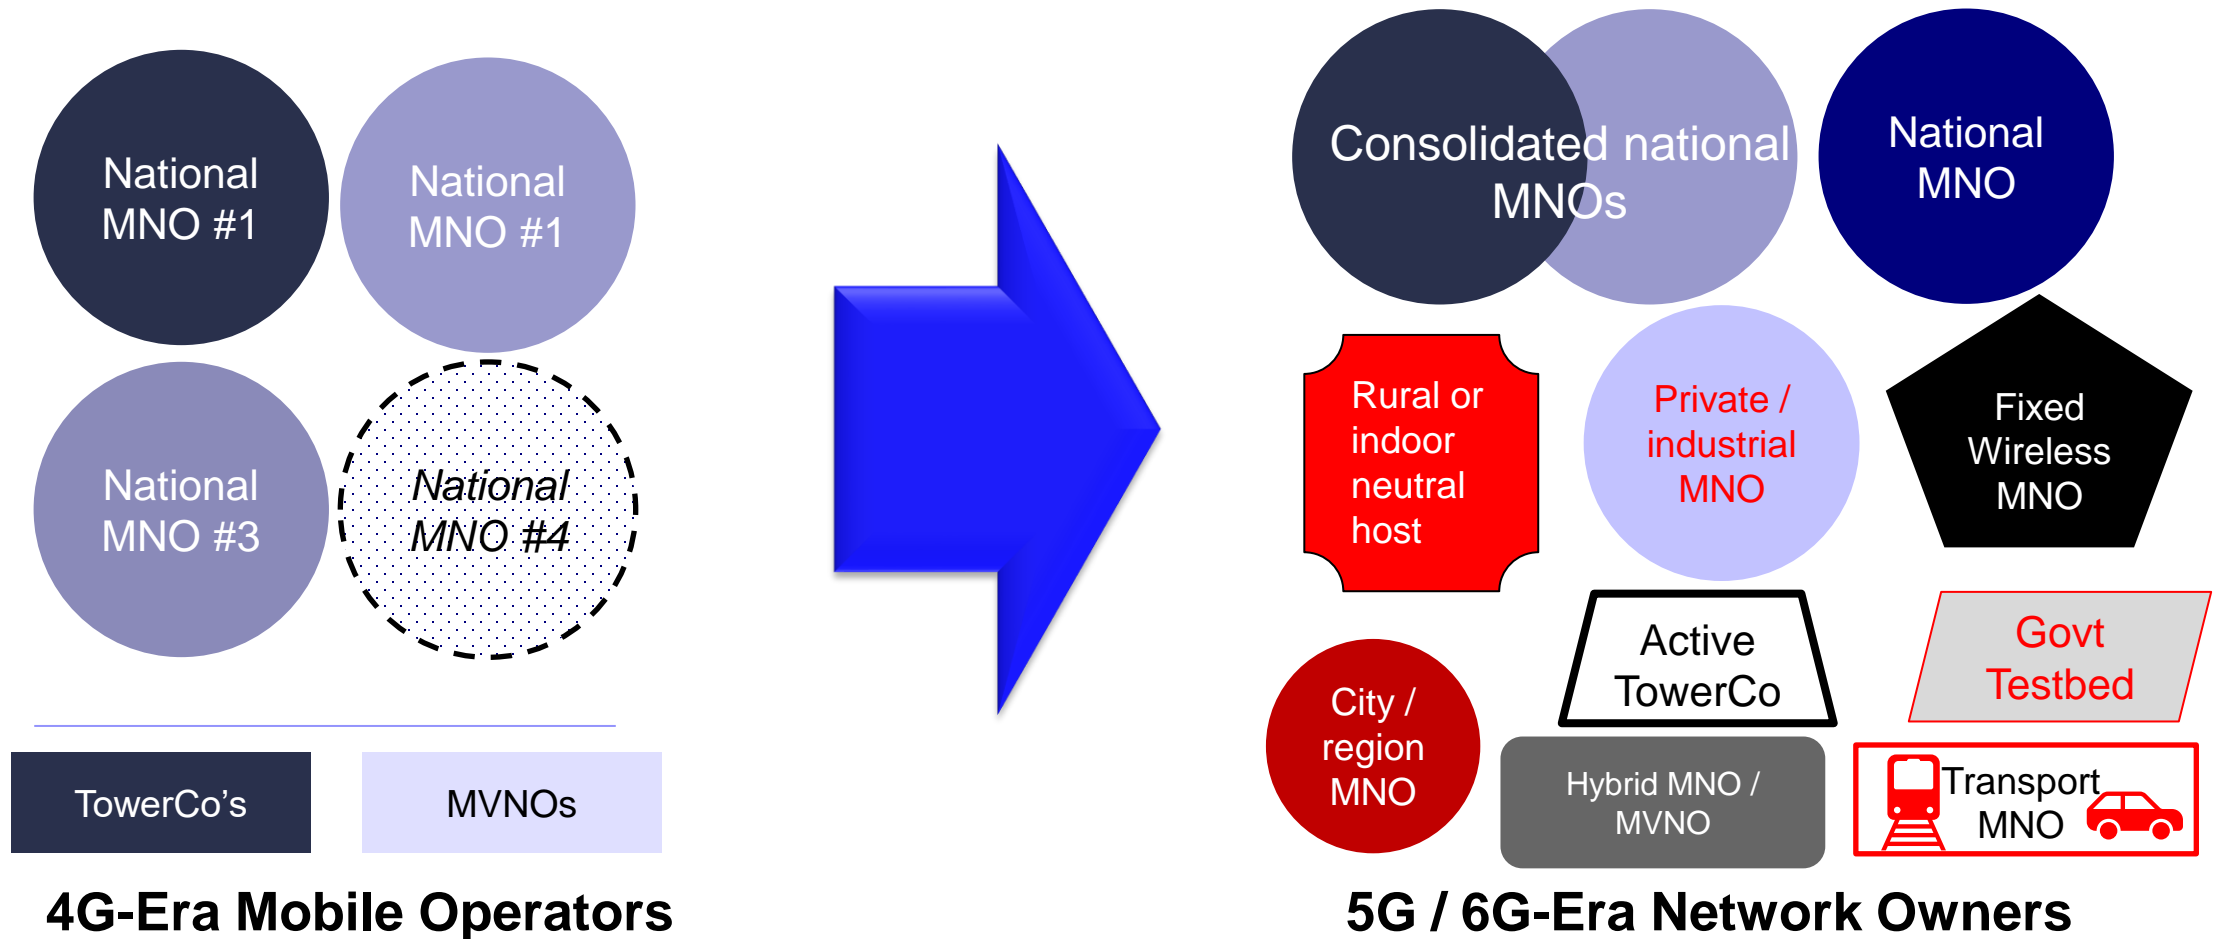 National
MNO #1
National
MNO #1
National
MNO #3
National
MNO #4
TowerCo’s
MVNOs
4G-Era Mobile Operators
Consolidated national
MNOs
National
MNO
Rural or
indoor
neutral
host
Private /
industrial
MNO
Fixed
Wireless
MNO
Active
TowerCo
Govt
Testbed
City /
region
MNO
Hybrid MNO /
MVNO
Transport
MNO
5G / 6G-Era Network Owners